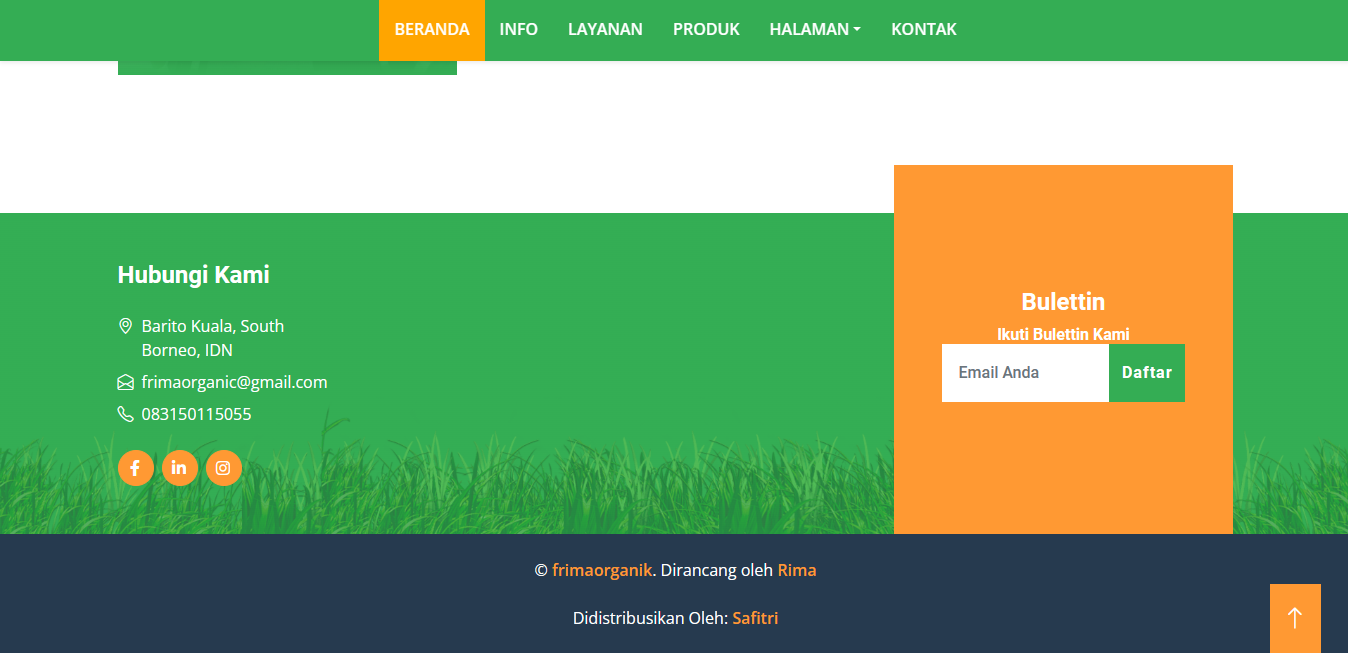 BERANDA INFO LAYANAN PRODUK HALAMAN KONTAK
Hubungi Kami
Barito Kuala, South
Borneo, IDN
frimaorganic@gmail.com
083150115055
Bulettin
Ikuti Bulettin Kami
Email Anda Daftar
© frimaorganik. Dirancang oleh Rima
Didistribusikan Oleh: Safitri